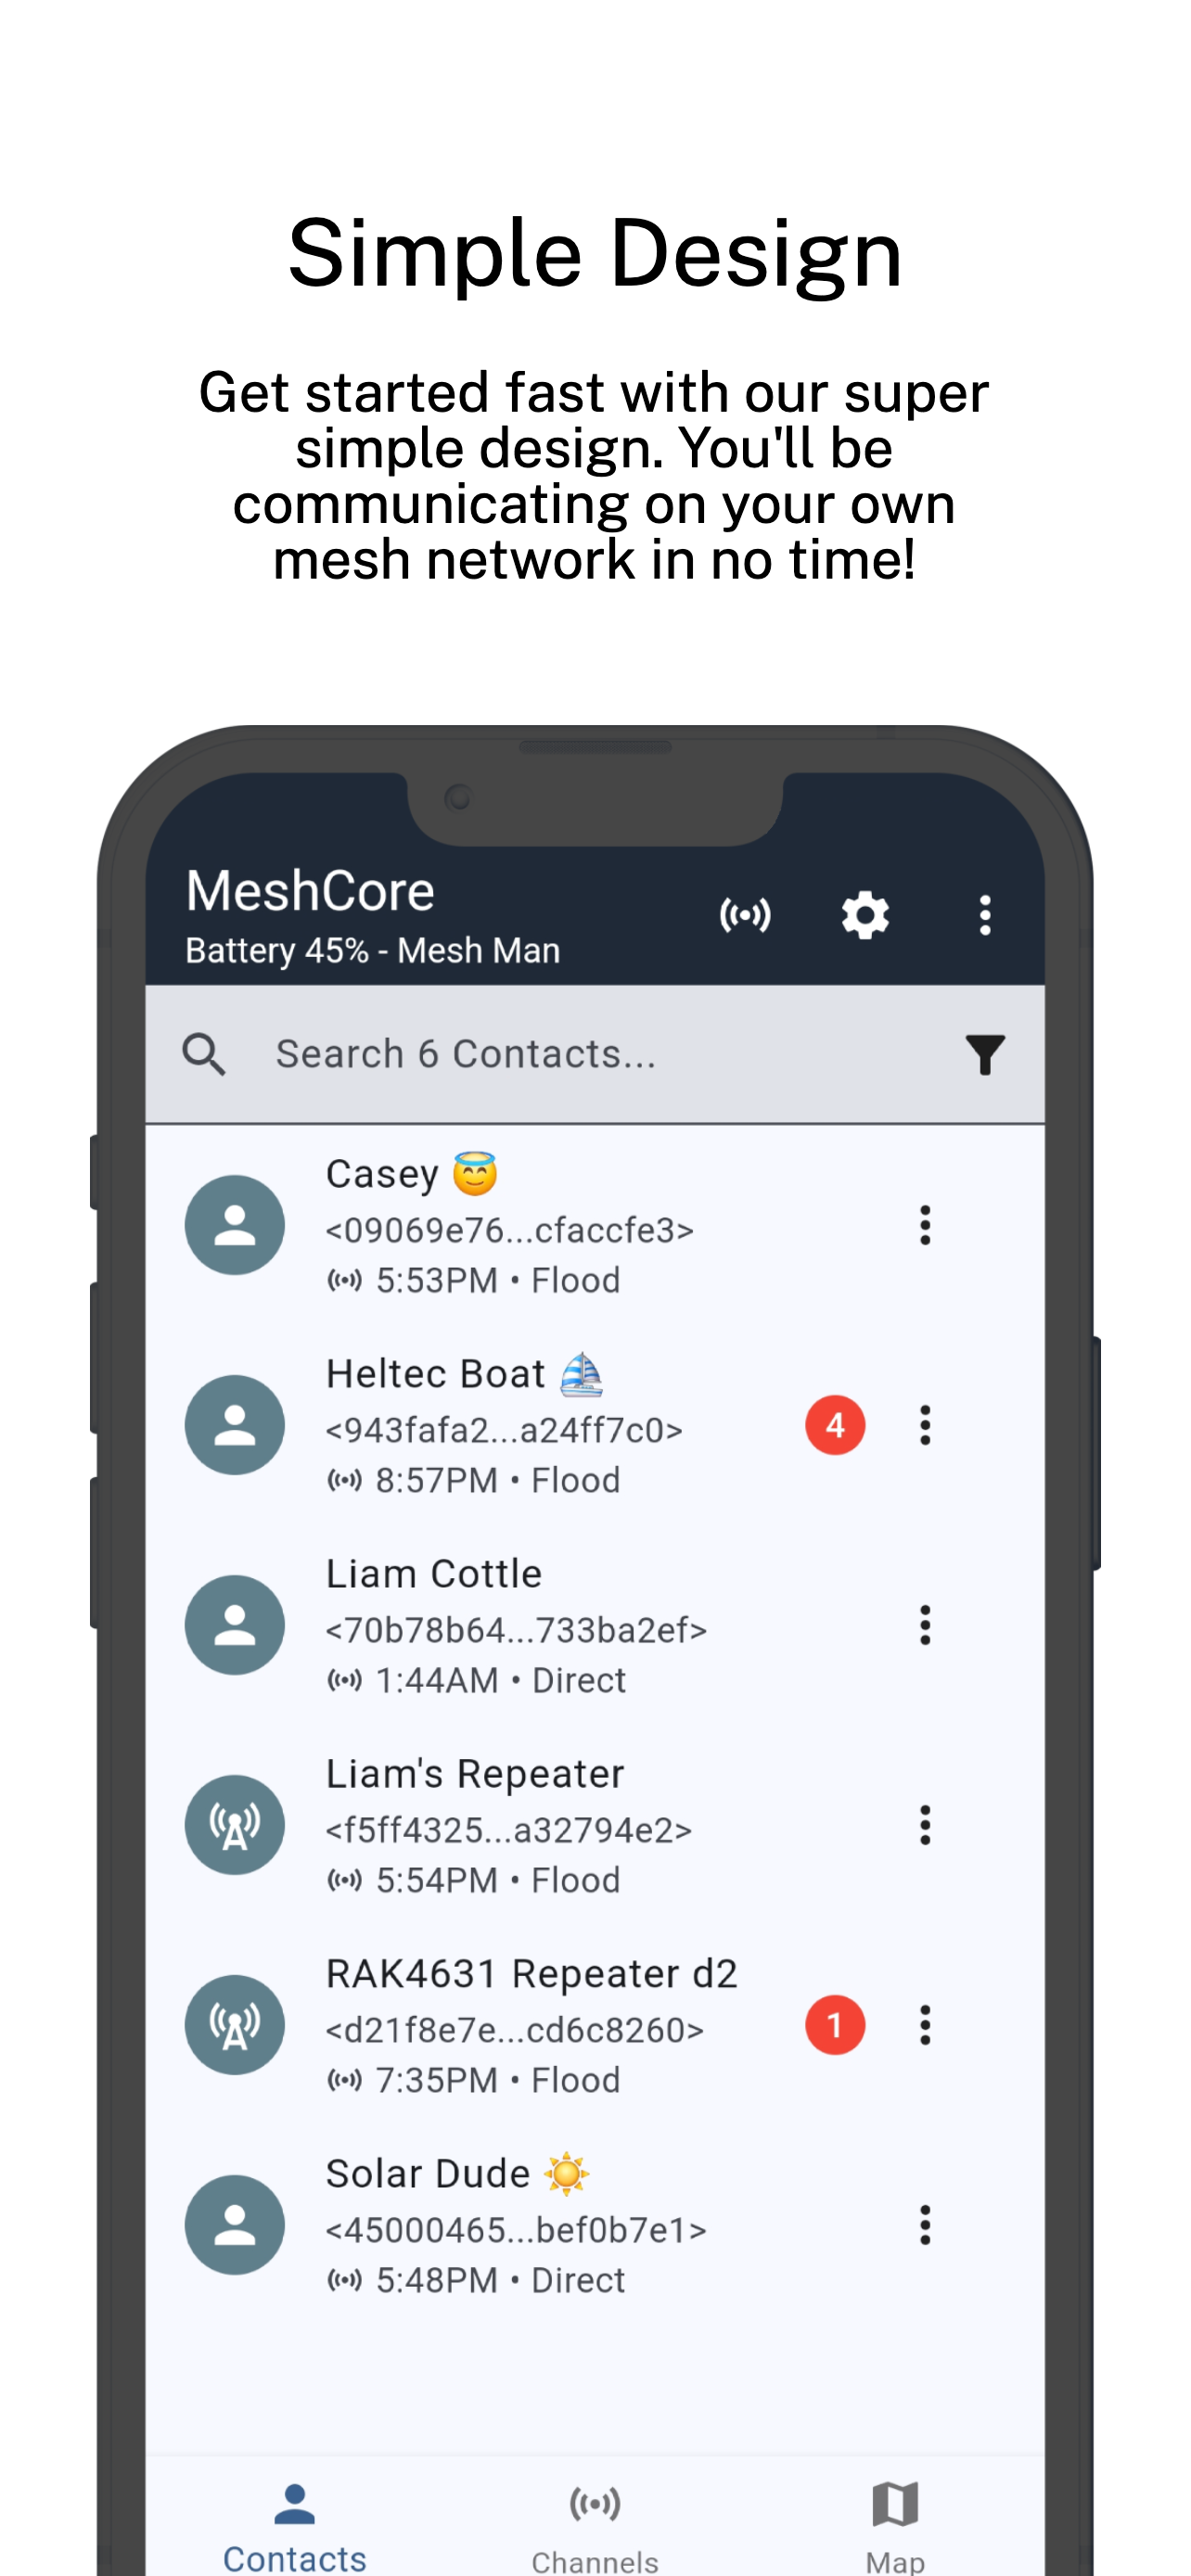 Simple Design
Get started fast with our super
simple design. You'll be
communicating on your own
mesh network in no time!
MeshCore
Battery 45% - Mesh Man
Search 6 Contacts...
Casey 😇
<09069e76...cfaccfe3>
5:53PM • Flood
Heltec Boat ⛵
<943fafa2...a24ff7c0>
4
8:57PM • Flood
Liam Cottle
<70b78b64...733ba2ef>
1:44AM • Direct
Liam's Repeater
<f5ff4325...a32794e2>
5:54PM • Flood
RAK4631 Repeater d2
<d21f8e7e...cd6c8260>
1
7:35PM • Flood
Solar Dude ☀️
<45000465...bef0b7e1>
5:48PM • Direct
Contacts
Channels
Map